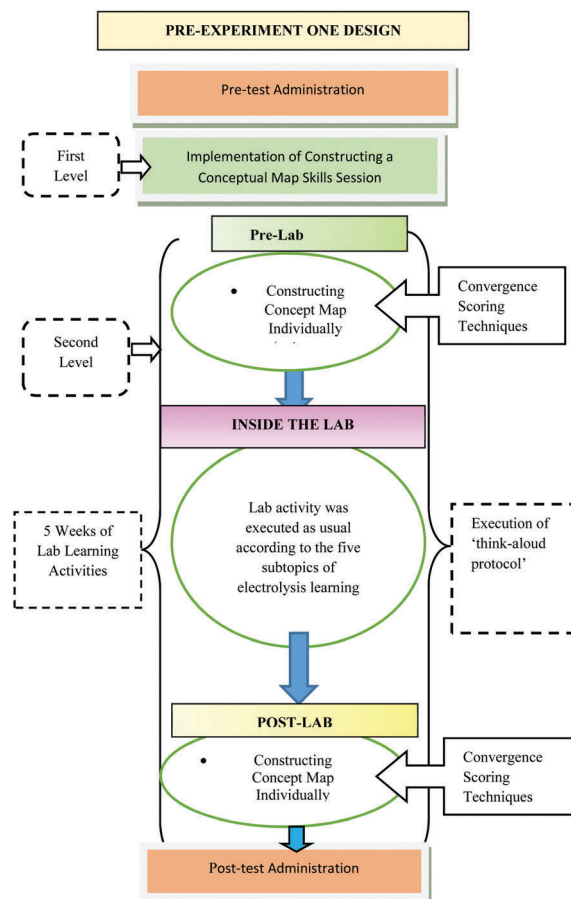 PRE-EXPERIMENT ONE DESIGN
Pre-test Administration
First
Level
Implementation of Constructing a
Conceptual Map Skills Session
Pre-Lab
• Constructing
Concept Map
Individually
Convergence
Scoring
Techniques
Second
Level
INSIDE THE LAB
Lab activity was
executed as usual
according to the five
subtopics of
electrolysis learning
5 Weeks of
Lab Learning
Activities
Execution of
‘think-aloud
protocol’
POST-LAB
• Constructing
Concept Map
Individually
Convergence
Scoring
Techniques
Post-test Administration